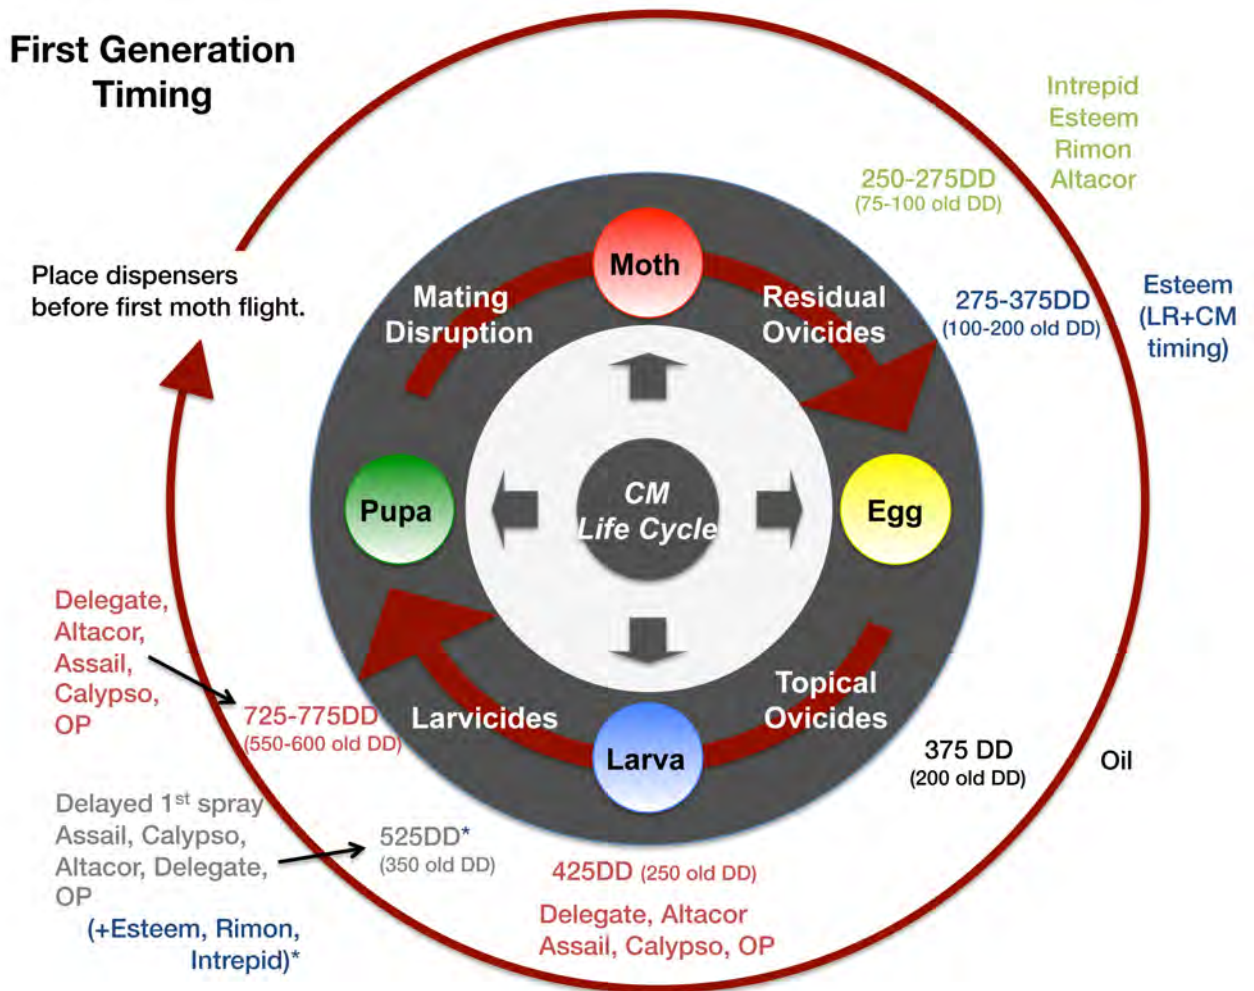 First Generation
Timing
Intrepid
Esteem
Rimon
Altacor
250-275DD
(75-100 old DD)
Place dispensers
before first moth flight.
Moth
Mating
Disruption
Residual
Ovicides
275-375DD
(100-200 old DD)
Esteem
(LR+CM
timing)
Pupa
CM
Life Cycle
Egg
Delegate,
Altacor,
Assail,
Calypso,
OP
725-775DD
(550-600 old DD)
Larvicides
Larva
Topical
Ovicides
375 DD
(200 old DD)
Oil
Delayed 1st spray
Assail, Calypso,
Altacor, Delegate,
OP
(+Esteem, Rimon,
Intrepid)*
525DD*
(350 old DD)
425DD (250 old DD)
Delegate, Altacor
Assail, Calypso, OP